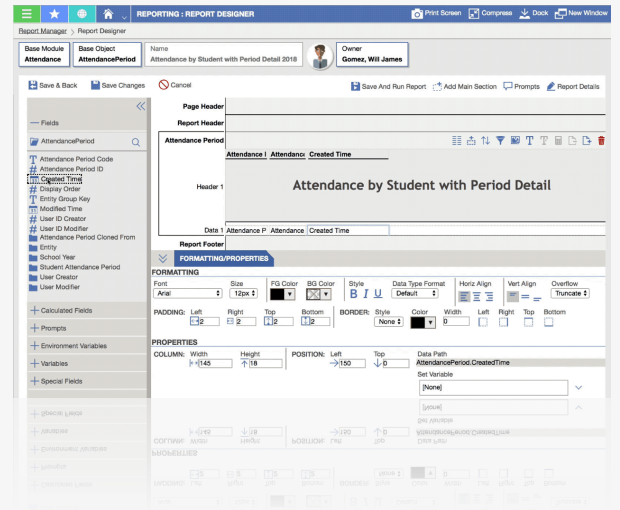 REPORTING : REPORT DESIGNER
Print Screen Compress Dock New Window
Report Manager > Report Designer
Base Module Base Object Name Owner
Attendance AttendancePeriod Attendance by Student with Period Detail 2018 Gomez, Will James
Save & Back Save Changes Cancel Save And Run Report Add Main Section Prompts Report Details
Page Header
Fields
Report Header
AttendancePeriod
Attendance Period
Attendance Period Code
Attendance Period ID
Created Time
Display Order
Entity Group Key
Modified Time
User ID Creator
User ID Modifier
Attendance Period Cloned From
Entity
School Year
Student Attendance Period
User Creator
User Modifier
Attendance ( Attendanc Created Time
Header 1
Attendance by Student with Period Detail
Data 1 Attendance P Attendance Created Time
Report Footer
FORMATTING/PROPERTIES
Calculated Fields
Prompts
Environment Variables
Variables
Special Fields
FORMATTING
Font Size FG Color BG Color Style Data Type Format Horiz Align Vert Align Overflow
Arial 12px B I U Default Truncate
PADDING: Left Right Top Bottom BORDER: Style Color Width Left Right Top Bottom
2 2 2 2 None 0
PROPERTIES
COLUMN: Width Height POSITION: Left Top Data Path
145 18 150 0 AttendancePeriod.CreatedTime
Set Variable
[None]